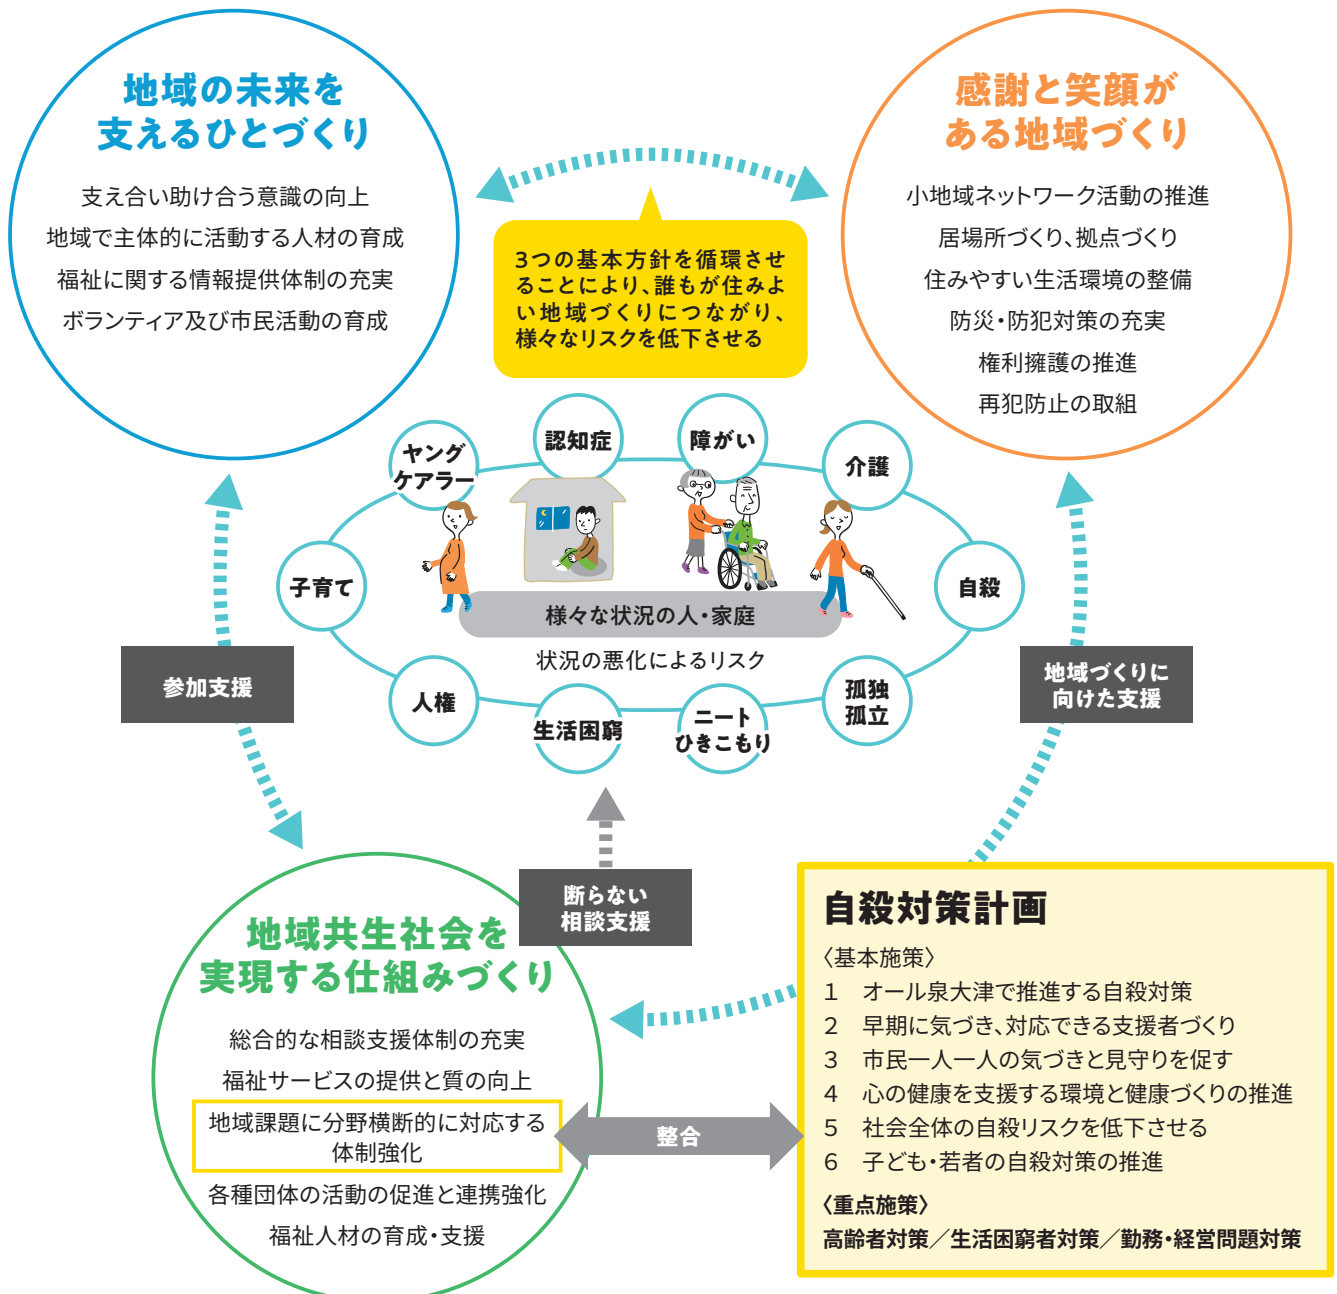 地域の未来を
支えるひとづくり
支え合い助け合う意識の向上
地域で主体的に活動する人材の育成
福祉に関する情報提供体制の充実
ボランティア及び市民活動の育成
感謝と笑顔が
ある地域づくり
小地域ネットワーク活動の推進
居場所づくり、拠点づくり
住みやすい生活環境の整備
防災・防犯対策の充実
権利擁護の推進
再犯防止の取組
3つの基本方針を循環させ
ることにより、誰もが住みよ
い地域づくりにつながり、
様々なリスクを低下させる
ヤング
ケアラー
認知症
障がい
介護
子育て
自殺
様々な状況の人・家庭
状況の悪化によるリスク
人権
生活困窮
ニート
ひきこもり
孤独
孤立
参加支援
地域づくりに
向けた支援
断らない
相談支援
地域共生社会を
実現する仕組みづくり
総合的な相談支援体制の充実
福祉サービスの提供と質の向上
地域課題に分野横断的に対応する
体制強化
各種団体の活動の促進と連携強化
福祉人材の育成・支援
整合
自殺対策計画
〈基本施策〉
1　オール泉大津で推進する自殺対策
2　早期に気づき、対応できる支援者づくり
3　市民一人一人の気づきと見守りを促す
4　心の健康を支援する環境と健康づくりの推進
5　社会全体の自殺リスクを低下させる
6　子ども・若者の自殺対策の推進
〈重点施策〉
高齢者対策／生活困窮者対策／勤務・経営問題対策